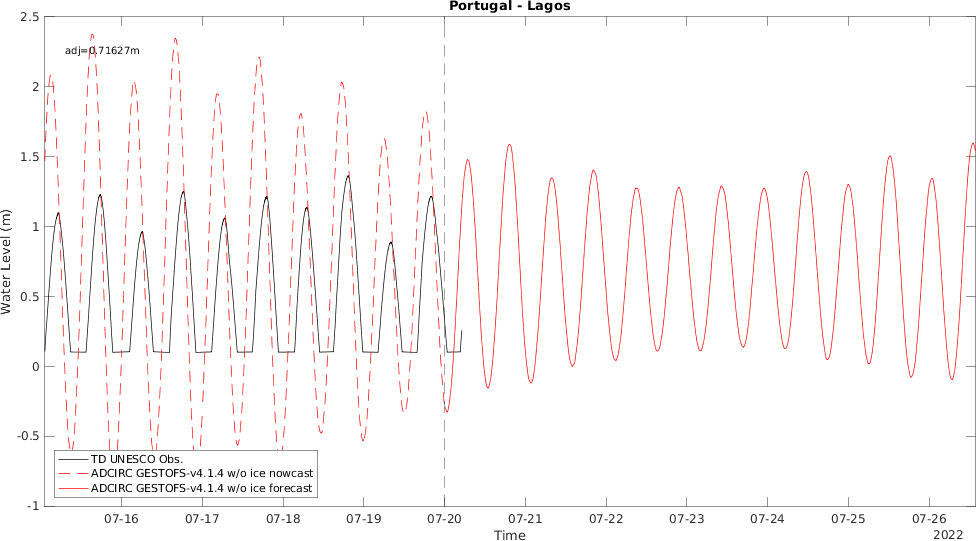 Portugal - Lagos
2.5
adj=0.71627m
2
1.5
1
0.5
0
-0.5
-1
Water Level (m)
TD UNESCO Obs.
ADCIRC GESTOFS-v4.1.4 w/o ice nowcast
ADCIRC GESTOFS-v4.1.4 w/o ice forecast
07-16 07-17 07-18 07-19 07-20 07-21 07-22 07-23 07-24 07-25 07-26
Time
2022